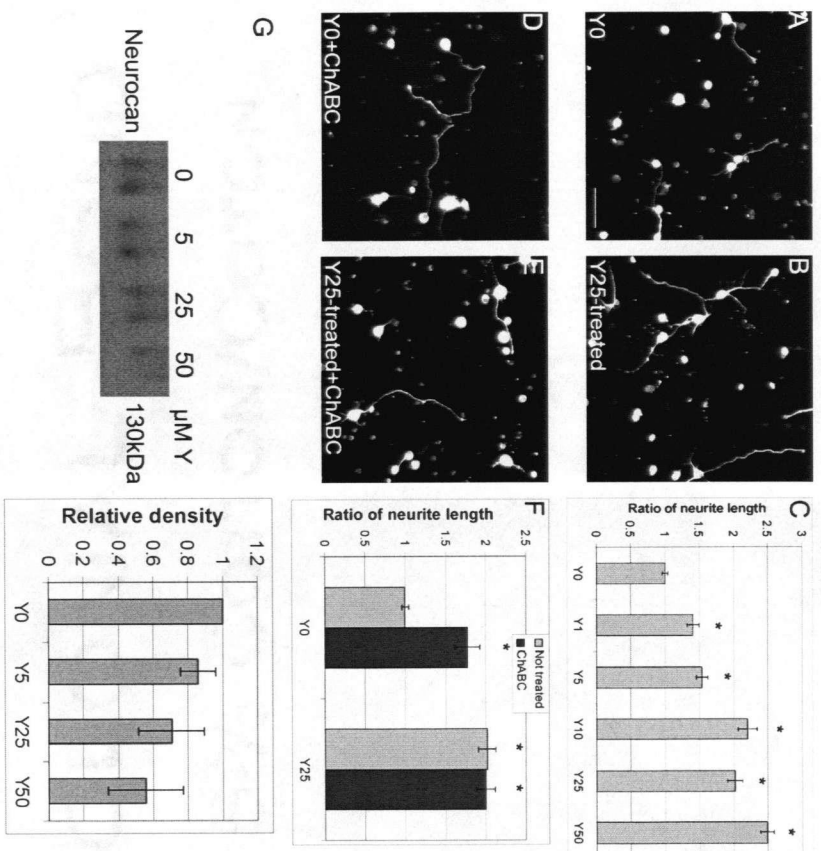 A
Y0
B
Y25-treated
C
Ratio of neurite length
3
2.5
2
1.5
1
0.5
0
Y0 Y1 Y5 Y10 Y25 Y50
* * * * *
D
Y0+ChABC
E
Y25-treated+ChABC
F
Ratio of neurite length
2.5
2
1.5
1
0.5
0
Not treated
ChABC
Y0 Y25
* * *
G
0 5 25 50 µM Y
Neurocan 130kDa
Relative density
1.2
1
0.8
0.6
0.4
0.2
0
Y0 Y5 Y25 Y50